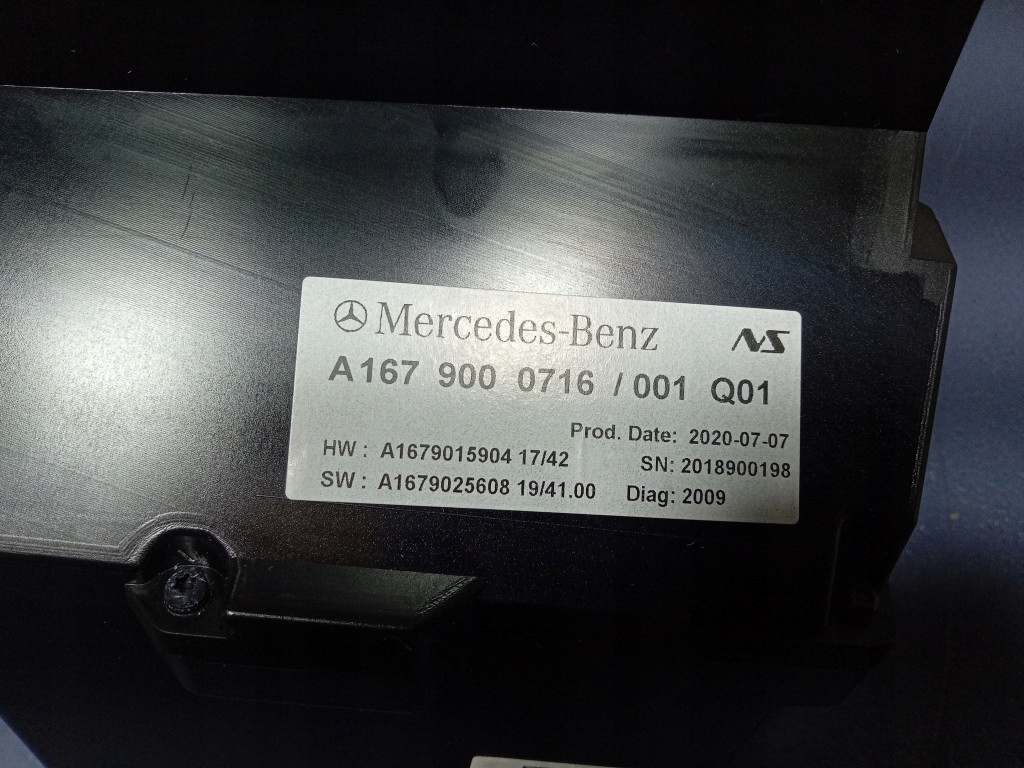 Mercedes-Benz NS
A167 900 0716 / 001 Q01
Prod. Date: 2020-07-07
HW : A1679015904 17/42 SN: 2018900198
SW : A1679025608 19/41.00 Diag: 2009